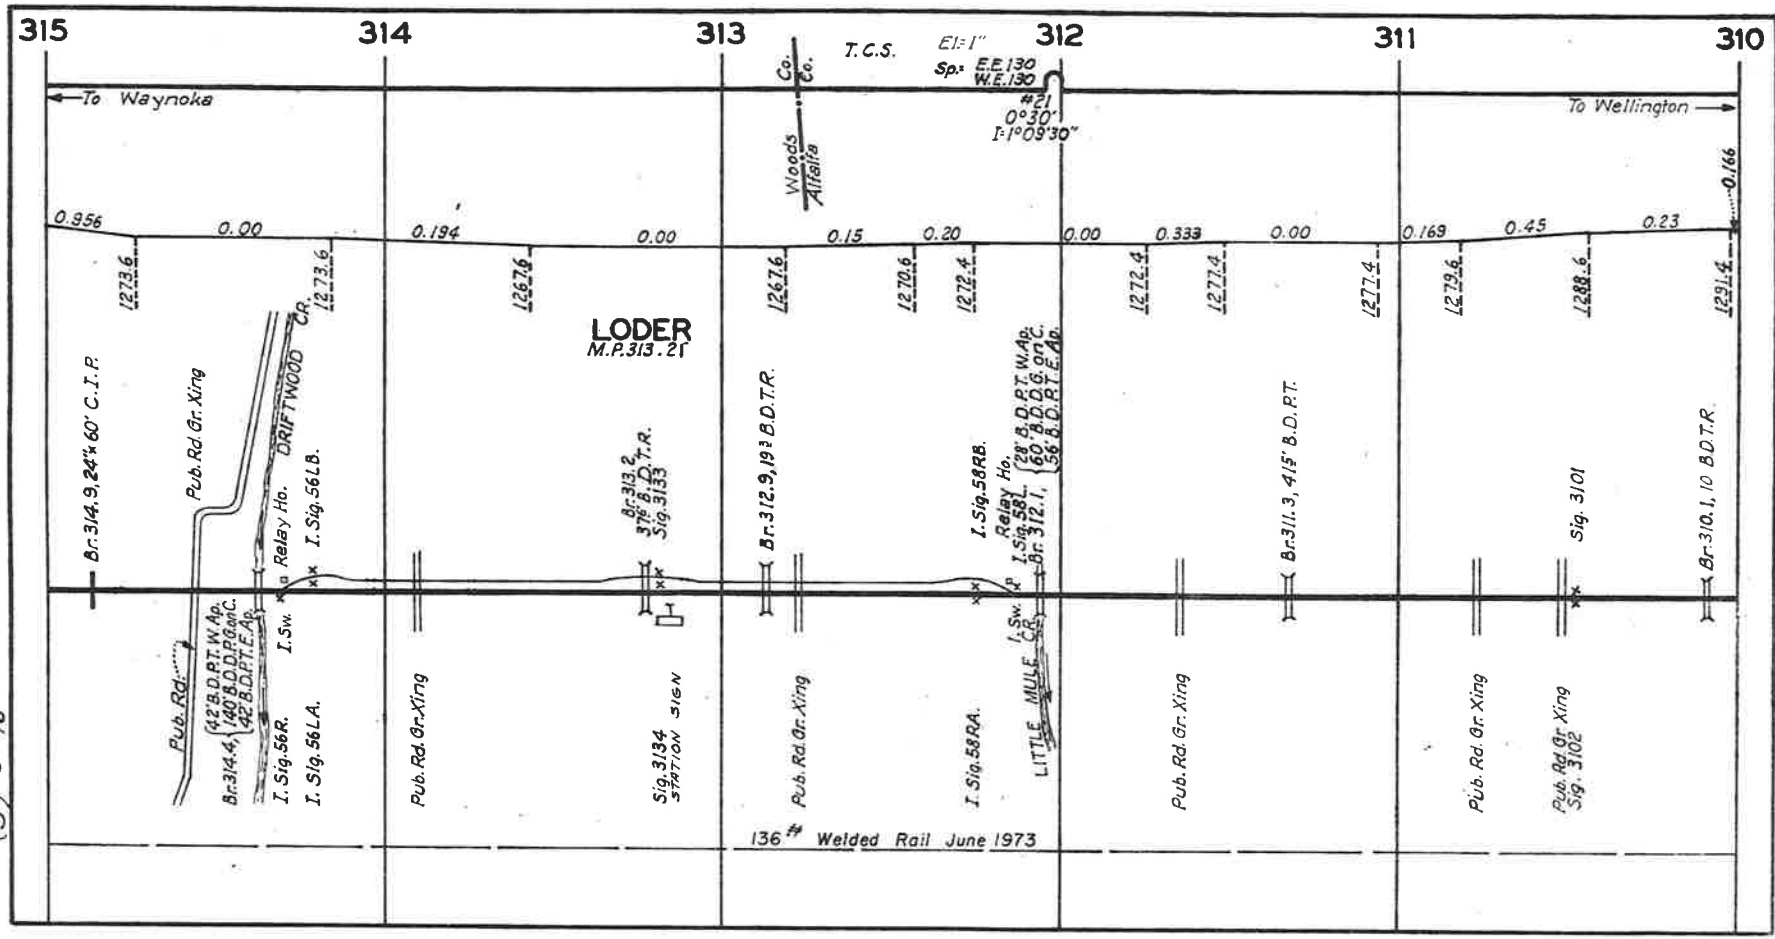 315 314 313 312 311 310
T.C.S.
El=1"
Sp.= E.E.130
W.E.130
#21
0°30'
I=1°09'30"
Co. Co.
Woods
Alfalfa
←To Waynoka
To Wellington→
0.956 0.00 0.194 0.00 0.15 0.20 0.00 0.333 0.00 0.169 0.45 0.23 0.166
1273.6 1273.6 1267.6 1267.6 1270.6 1272.4 1272.4 1277.4 1277.4 1279.6 1288.6 1291.4
LODER
M.P.313.21
Br.314.9, 24"x60' C.I.P.
Pub. Rd. Gr. Xing
DRIFTWOOD CR.
Relay Ho.
I. Sig. 56LB.
Br.313.2
B.D.T.R.
Sig.3133
Br.312.9, B.D.T.R.
I. Sig. 58RB.
Relay Ho.
I. Sig. 58L.
Br. 312.1,
28' B.D.P.T. W. Ap.
60' B.D.D.G. on C.
56' B.D.P.T. E. Ap.
Br.311.3, B.D.P.T.
Sig. 3101
Br.310.1, 10 B.D.T.R.
Pub. Rd.
Br.314.4,
42' B.D.P.T. W. Ap.
140' B.D.D.P.G. on C.
42' B.D.P.T. E. Ap.
I. Sw.
I. Sig. 56R.
I. Sig. 56LA.
Pub. Rd. Gr. Xing
Sig. 3134
STATION SIGN
Pub. Rd. Gr. Xing
I. Sig. 58RA.
I. Sw.
LITTLE MULE CR.
Pub. Rd. Gr. Xing
Pub. Rd. Gr. Xing
Pub. Rd. Gr. Xing
Sig. 3102
136# Welded Rail June 1973